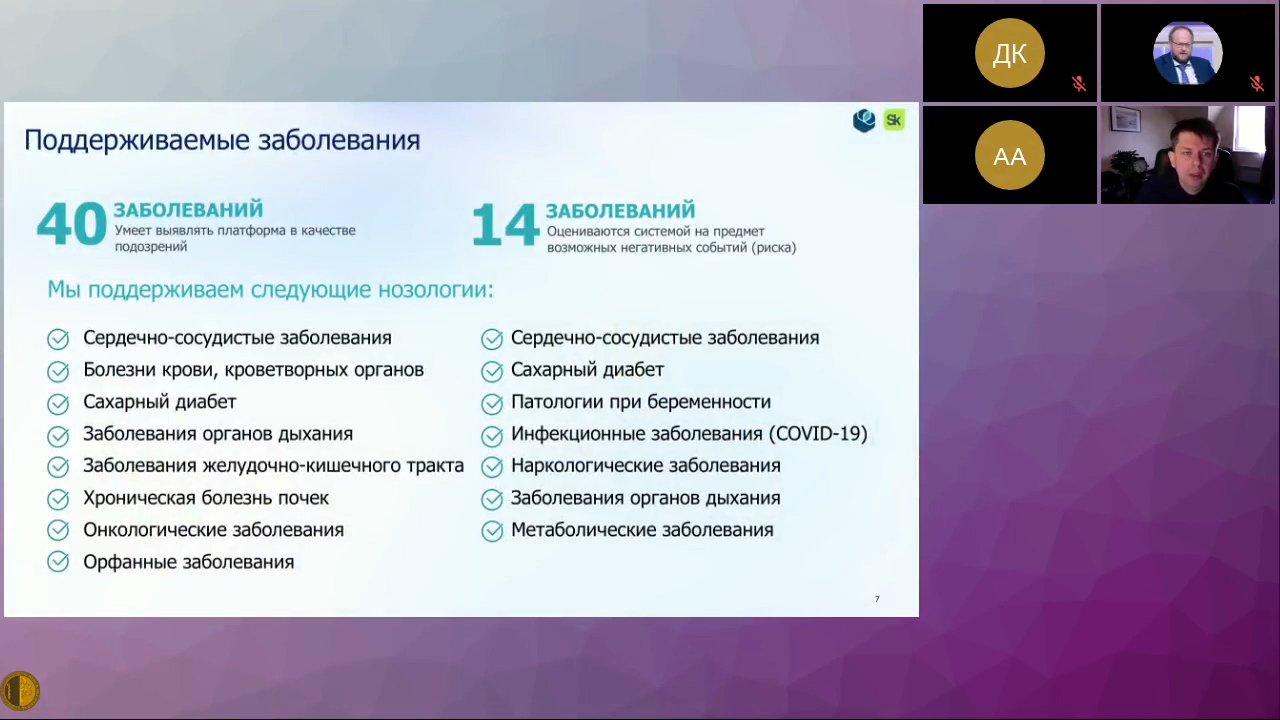 Поддерживаемые заболевания
Sk
40 ЗАБОЛЕВАНИЙ
Умеет выявлять платформа в качестве
подозрений
14 ЗАБОЛЕВАНИЙ
Оцениваются системой на предмет
возможных негативных событий (риска)
Мы поддерживаем следующие нозологии:
Сердечно-сосудистые заболевания
Болезни крови, кроветворных органов
Сахарный диабет
Заболевания органов дыхания
Заболевания желудочно-кишечного тракта
Хроническая болезнь почек
Онкологические заболевания
Орфанные заболевания
Сердечно-сосудистые заболевания
Сахарный диабет
Патологии при беременности
Инфекционные заболевания (COVID-19)
Наркологические заболевания
Заболевания органов дыхания
Метаболические заболевания
7
ДК
АА